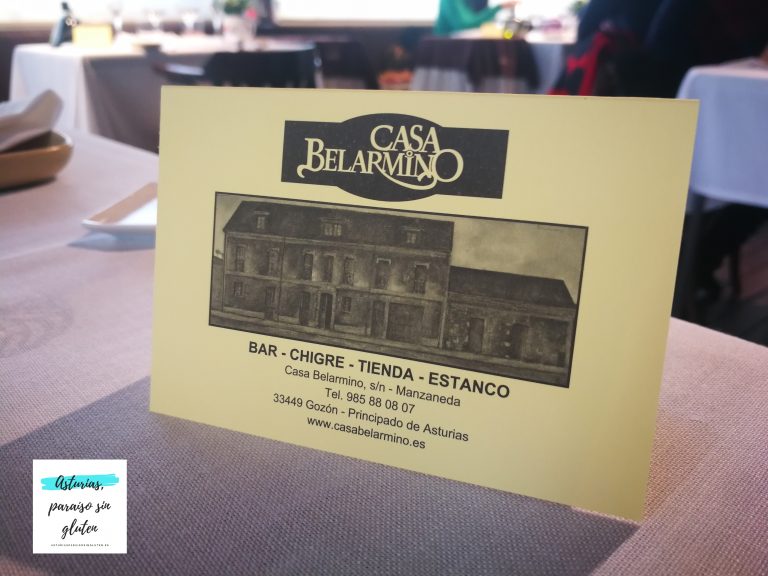 CASA
BELARMINO
BAR - CHIGRE - TIENDA - ESTANCO
Casa Belarmino, s/n - Manzaneda
Tel. 985 88 08 07
33449 Gozón - Principado de Asturias
www.casabelarmino.es
Asturias,
paraíso sin
gluten